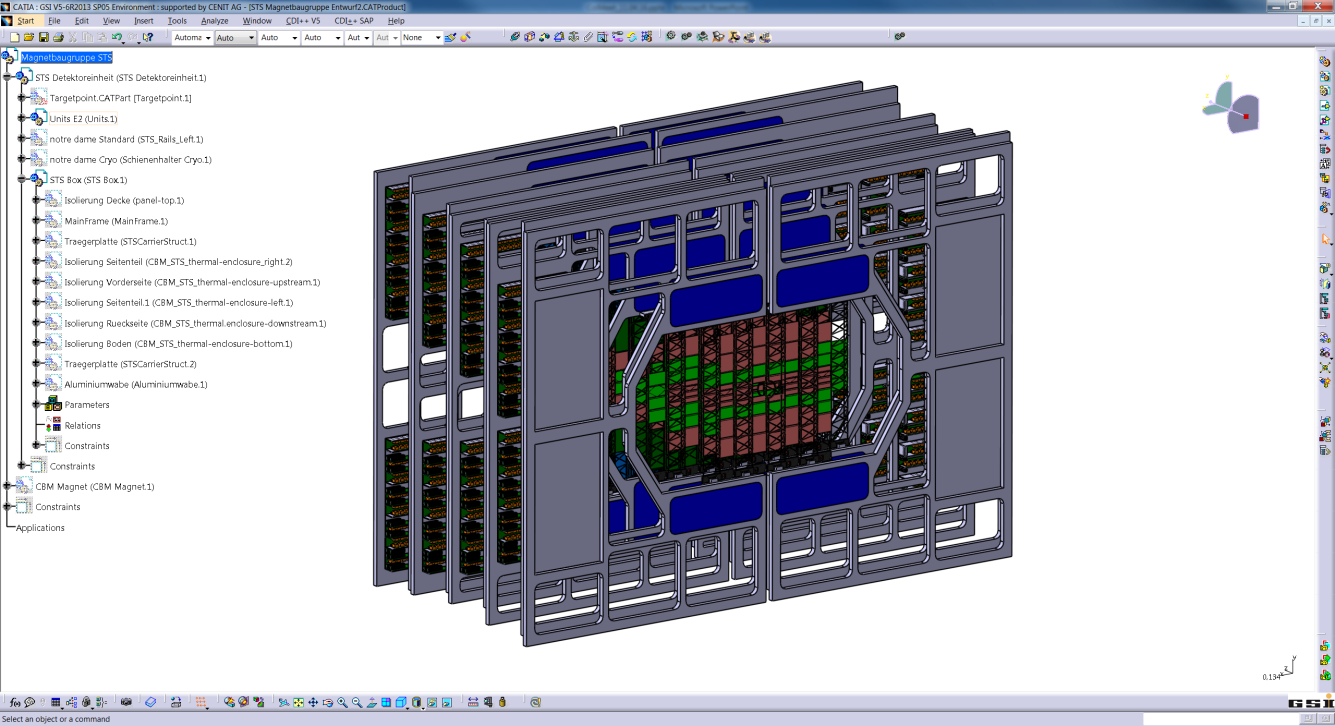 CATIA : GSI V5-6R2013 SP05 Environment : supported by CENIT AG - [STS Magnetbaugruppe Entwurf2.CATProduct]
Start File Edit View Insert Tools Analyze Window CDI++ V5 CDI++ SAP Help
Automa Auto Auto Auto Aut Aut None
Magnetbaugruppe STS
STS Detektoreinheit (STS Detektoreinheit.1)
Targetpoint.CATPart [Targetpoint.1]
Units E2 (Units.1)
notre dame Standard (STS_Rails_Left.1)
notre dame Cryo (Schienenhalter Cryo.1)
STS Box (STS Box.1)
Isolierung Decke (panel-top.1)
MainFrame (MainFrame.1)
Traegerplatte (STSCarrierStruct.1)
Isolierung Seitenteil (CBM_STS_thermal-enclosure_right.2)
Isolierung Vorderseite (CBM_STS_thermal-enclosure-upstream.1)
Isolierung Seitenteil.1 (CBM_STS_thermal-enclosure-left.1)
Isolierung Rueckseite (CBM_STS_thermal.enclosure-downstream.1)
Isolierung Boden (CBM_STS_thermal-enclosure-bottom.1)
Traegerplatte (STSCarrierStruct.2)
Aluminiumwabe (Aluminiumwabe.1)
Parameters
Relations
Constraints
Constraints
CBM Magnet (CBM Magnet.1)
Constraints
Applications
0.134
GSI
Select an object or a command